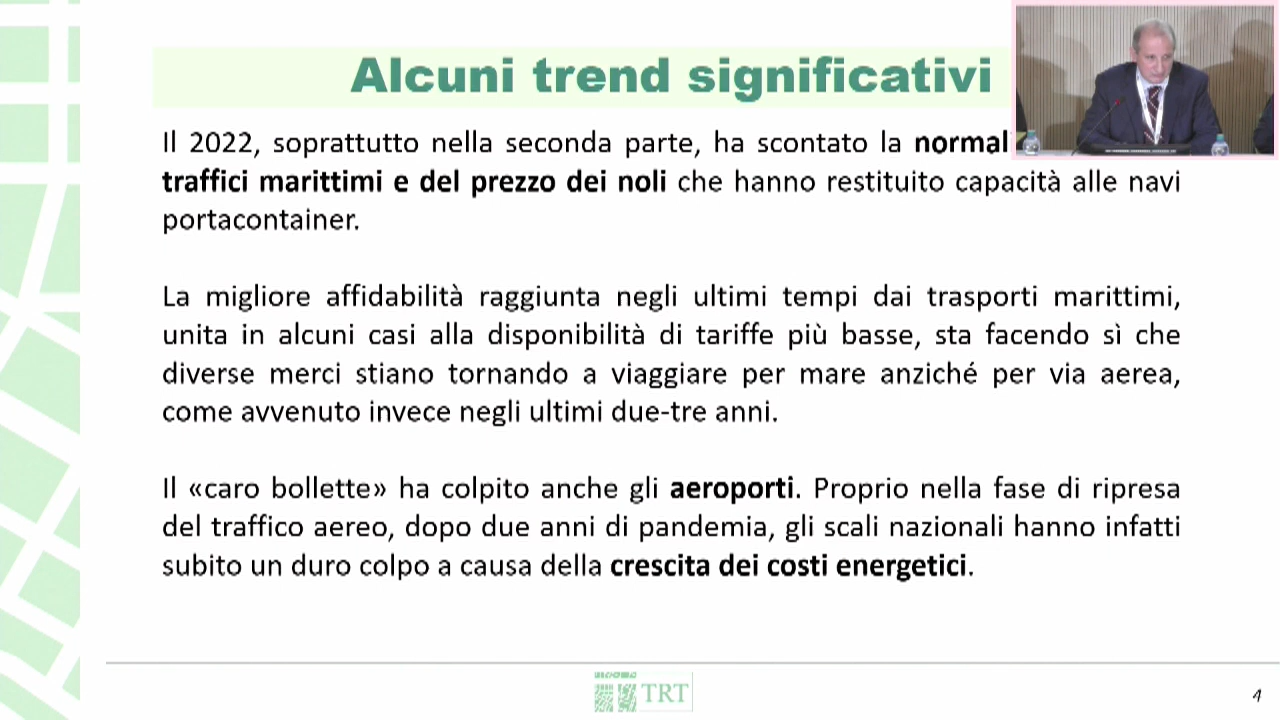 Alcuni trend significativi
Il 2022, soprattutto nella seconda parte, ha scontato la
traffici marittimi e del prezzo dei noli che hanno restituito capacità alle navi
portacontainer.
La migliore affidabilità raggiunta negli ultimi tempi dai trasporti marittimi,
unita in alcuni casi alla disponibilità di tariffe più basse, sta facendo sì che
diverse merci stiano tornando a viaggiare per mare anziché per via aerea,
come avvenuto invece negli ultimi due-tre anni.
Il «caro bollette» ha colpito anche gli aeroporti. Proprio nella fase di ripresa
del traffico aereo, dopo due anni di pandemia, gli scali nazionali hanno infatti
subito un duro colpo a causa della crescita dei costi energetici.
TRT
4